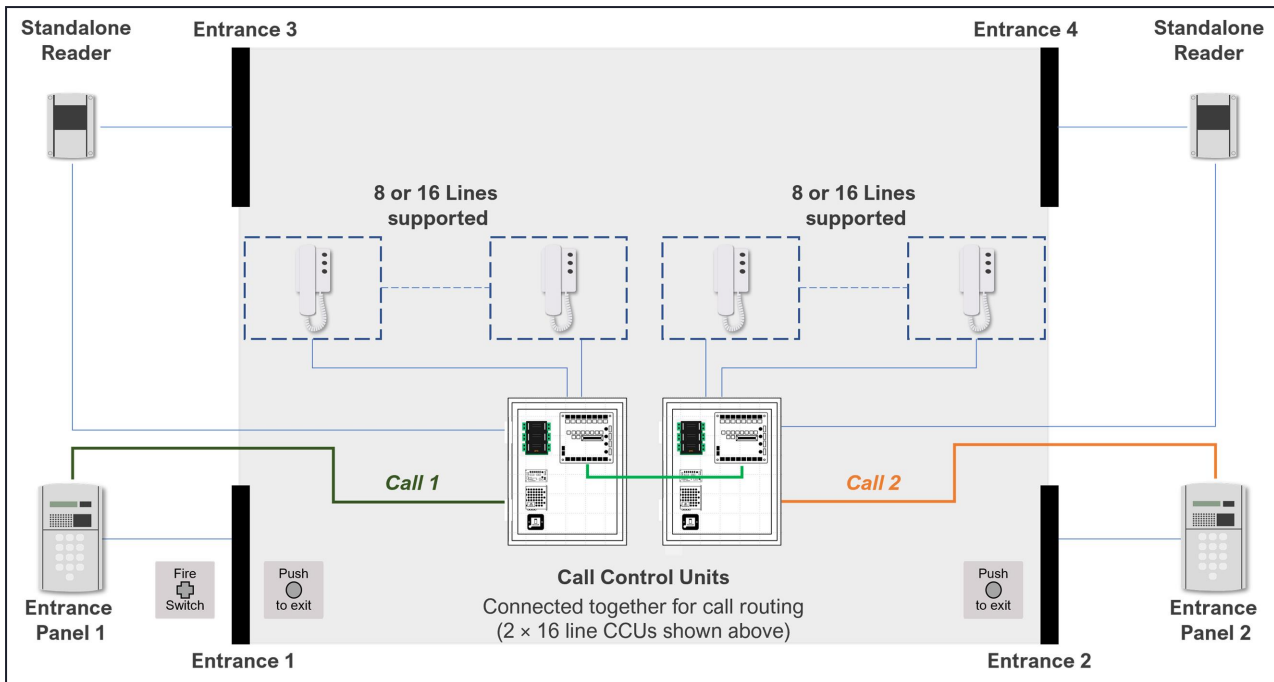 Standalone
Reader
Entrance 3
Entrance 4
Standalone
Reader
8 or 16 Lines
supported
8 or 16 Lines
supported
Call 1
Call 2
Fire
Switch
Push
to exit
Call Control Units
Connected together for call routing
(2 × 16 line CCUs shown above)
Push
to exit
Entrance
Panel 1
Entrance
Panel 2
Entrance 1
Entrance 2